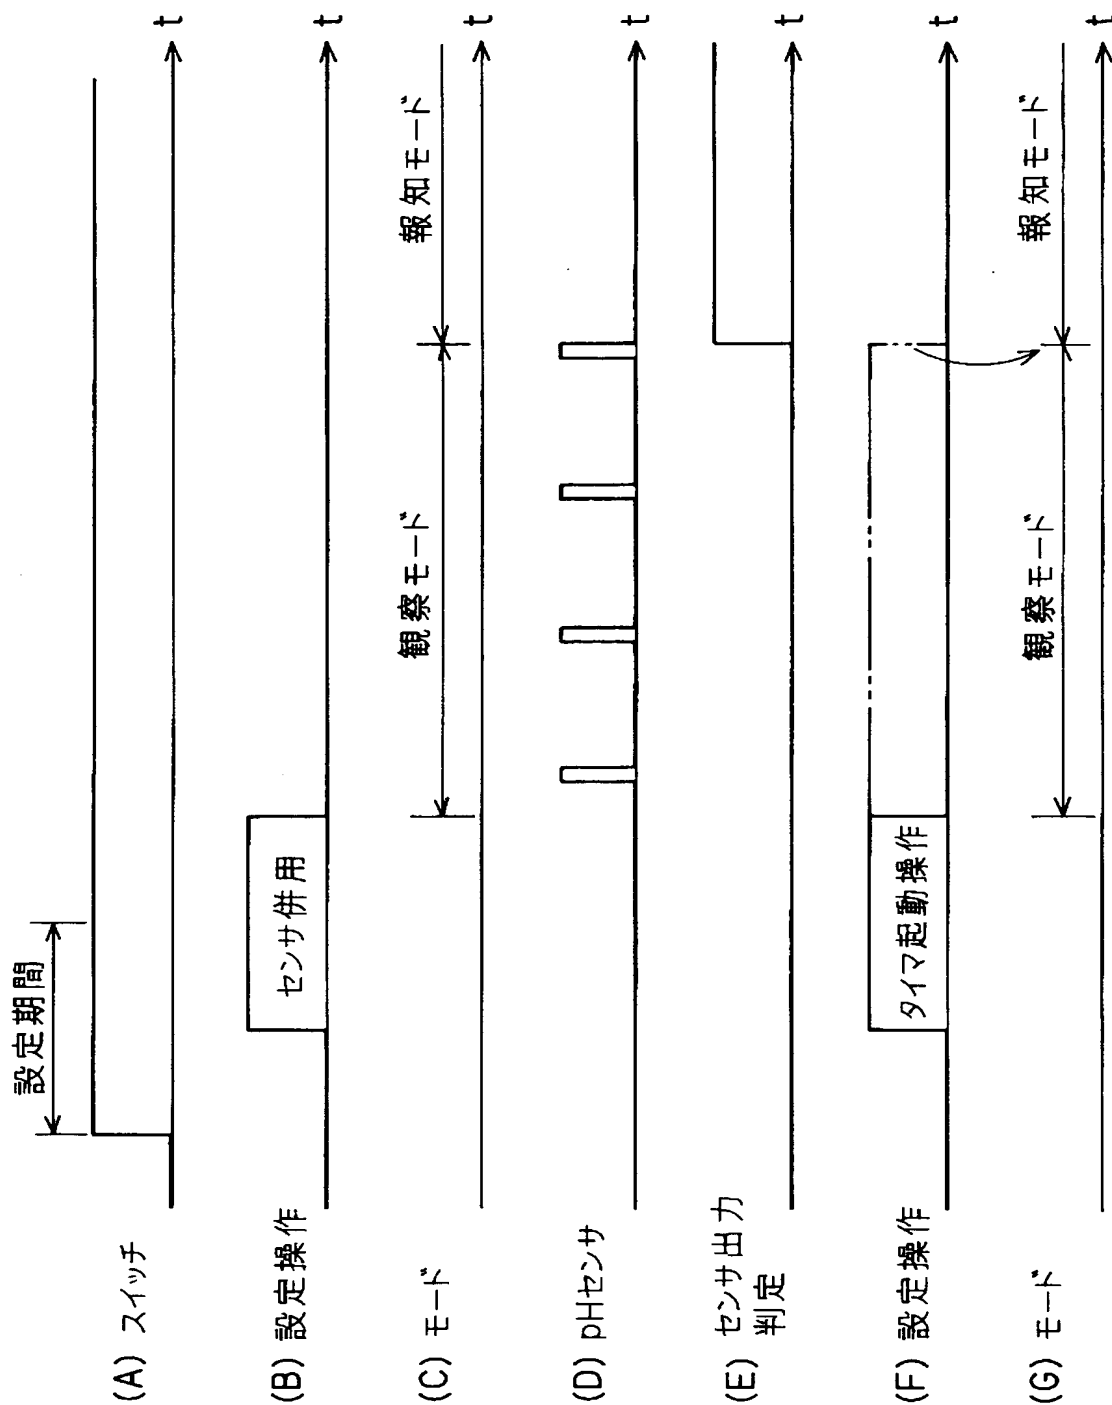 設定期間
(A) スイッチ
t
センサ併用
(B) 設定操作
t
観察モード
報知モード
(C) モード
t
(D) pHセンサ
t
(E) センサ出力
判定
t
タイマ起動操作
(F) 設定操作
t
観察モード
報知モード
(G) モード
t